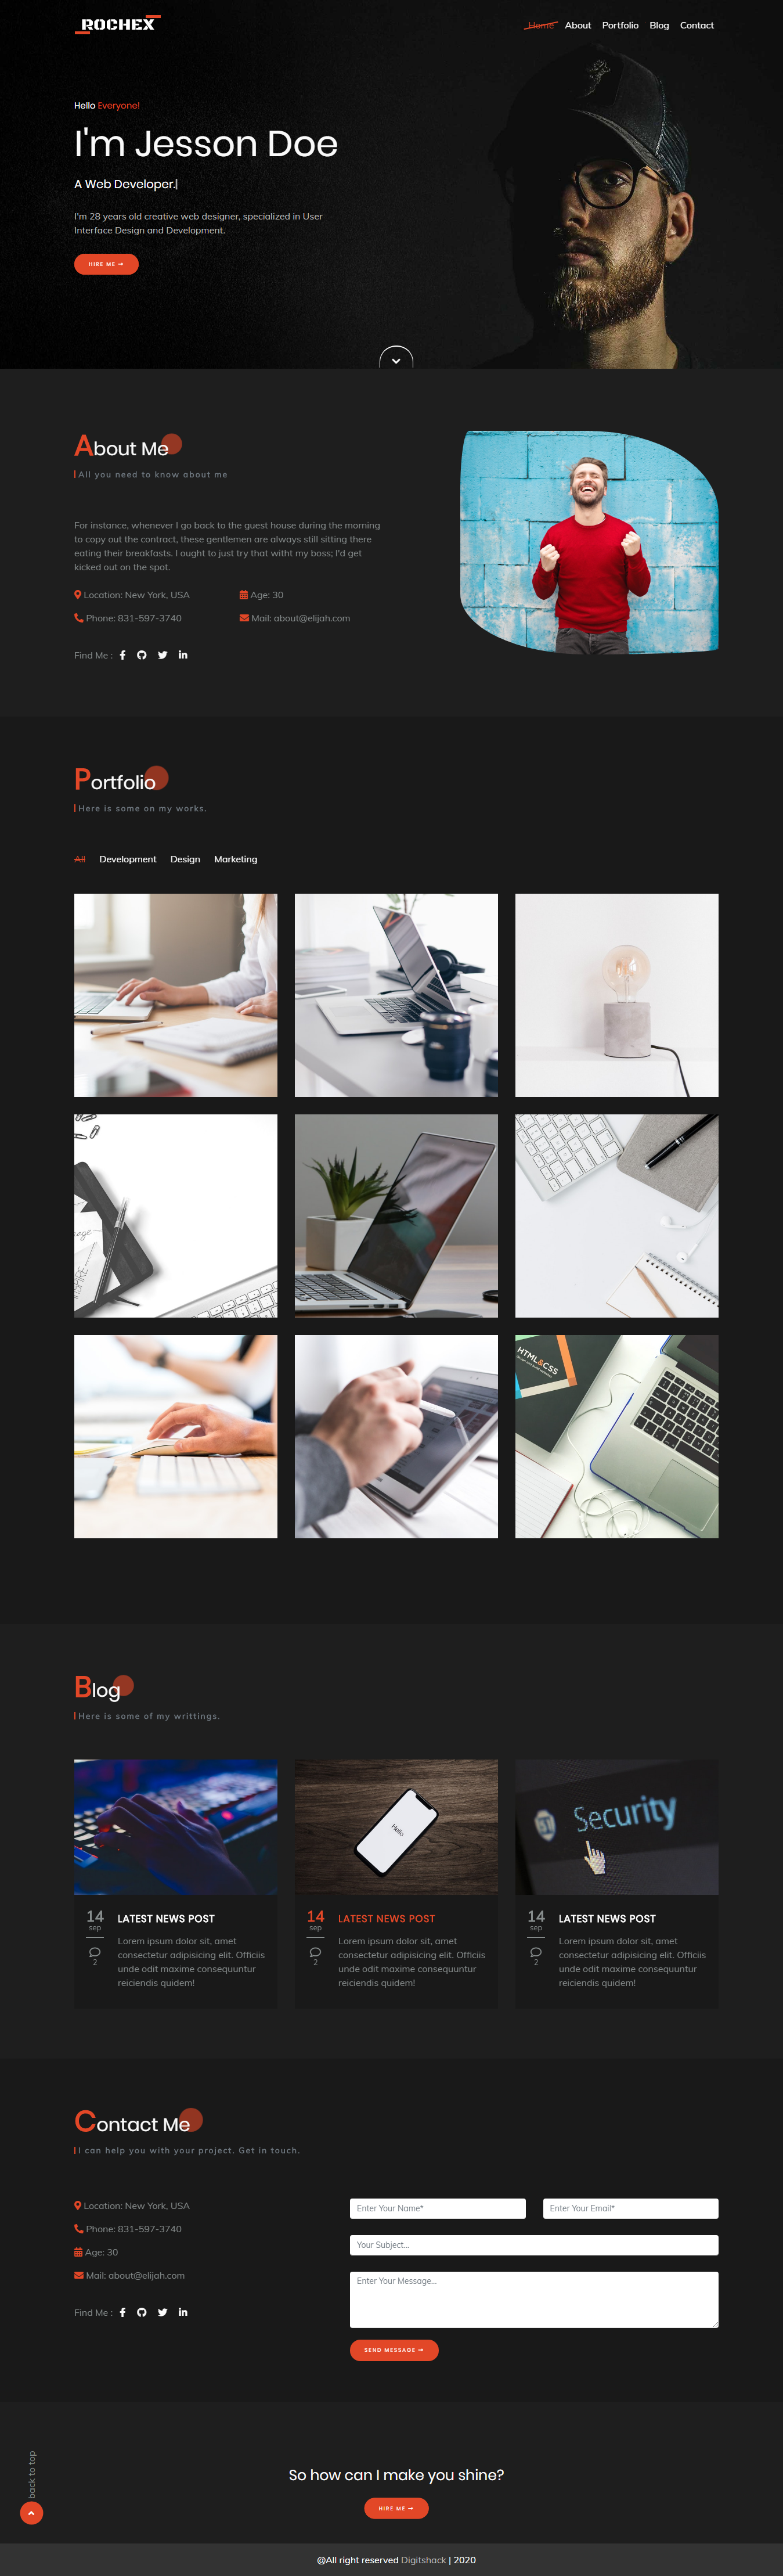 ROCHEX
Home About Portfolio Blog Contact
Hello Everyone!
I'm Jesson Doe
A Web Developer.|
I'm 28 years old creative web designer, specialized in User
Interface Design and Development.
HIRE ME
About Me
All you need to know about me
For instance, whenever I go back to the guest house during the morning
to copy out the contract, these gentlemen are always still sitting there
eating their breakfasts. I ought to just try that witht my boss; I'd get
kicked out on the spot.
Location: New York, USA
Age: 30
Phone: 831-597-3740
Mail: about@elijah.com
Find Me :
Portfolio
Here is some on my works.
All Development Design Marketing
HTML&CSS
Blog
Here is some of my writtings.
Hello
Security
14
sep
2
LATEST NEWS POST
Lorem ipsum dolor sit, amet
consectetur adipisicing elit. Officiis
unde odit maxime consequuntur
reiciendis quidem!
14
sep
2
LATEST NEWS POST
Lorem ipsum dolor sit, amet
consectetur adipisicing elit. Officiis
unde odit maxime consequuntur
reiciendis quidem!
14
sep
2
LATEST NEWS POST
Lorem ipsum dolor sit, amet
consectetur adipisicing elit. Officiis
unde odit maxime consequuntur
reiciendis quidem!
Contact Me
I can help you with your project. Get in touch.
Location: New York, USA
Phone: 831-597-3740
Age: 30
Mail: about@elijah.com
Find Me :
Enter Your Name*
Enter Your Email*
Your Subject...
Enter Your Message...
SEND MESSAGE
back to top
So how can I make you shine?
HIRE ME
@All right reserved Digitshack | 2020